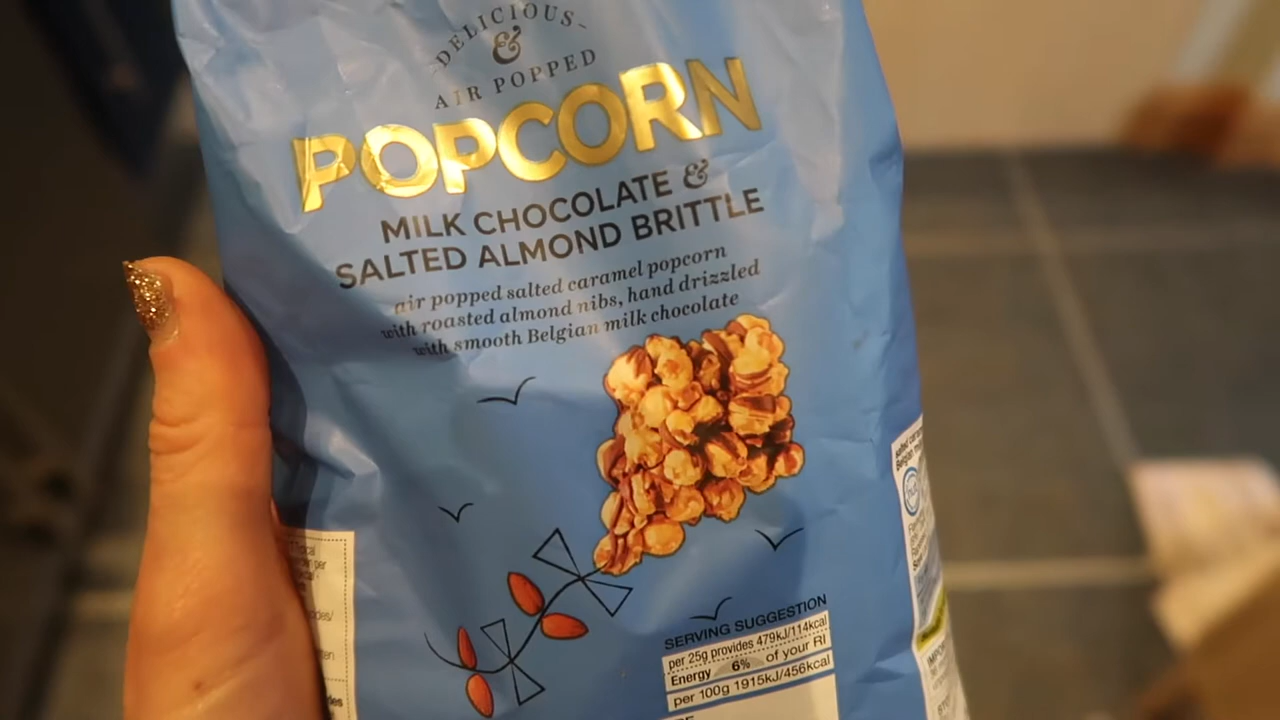 DELICIOUS
&
AIR POPPED
POPCORN
MILK CHOCOLATE &
SALTED ALMOND BRITTLE
air popped salted caramel popcorn
with roasted almond nibs, hand drizzled
with smooth Belgian milk chocolate
SERVING SUGGESTION
per 25g provides 479kJ/114kcal
Energy 6% of your RI
per 100g 1915kJ/456kcal